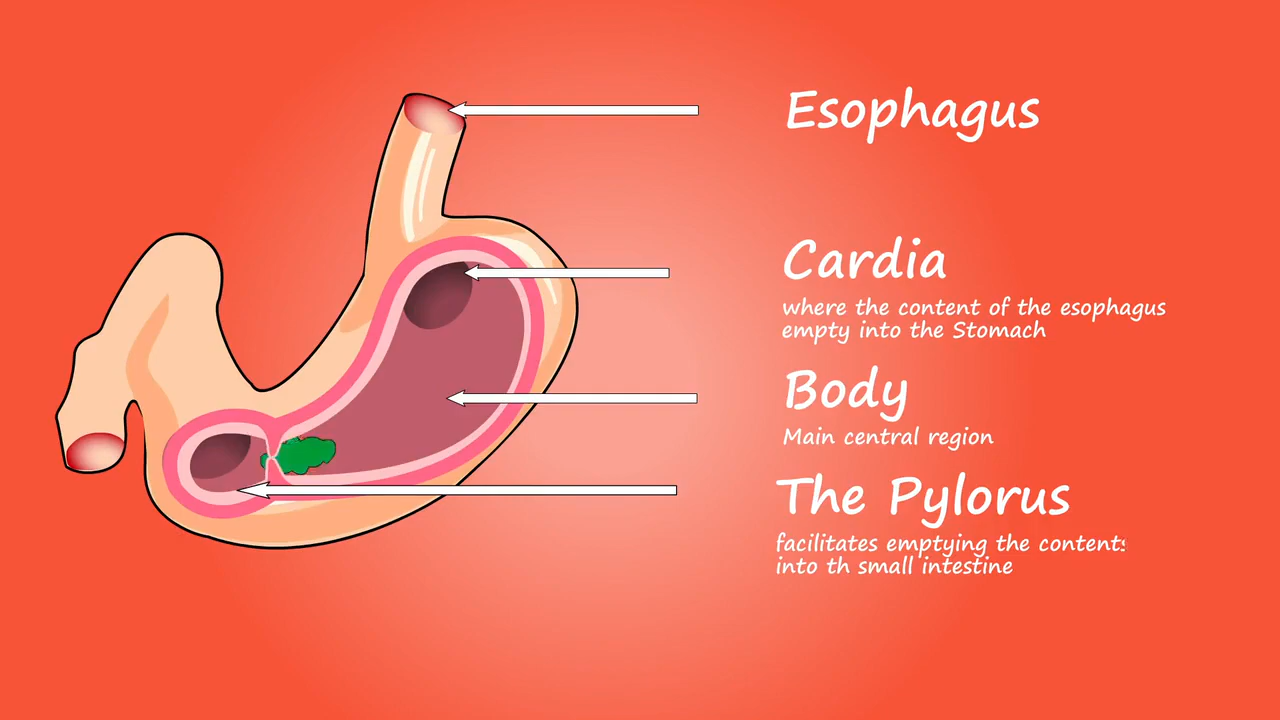 Esophagus
Cardia
where the content of the esophagus
empty into the Stomach
Body
Main central region
The Pylorus
facilitates emptying the contents
into th small intestine